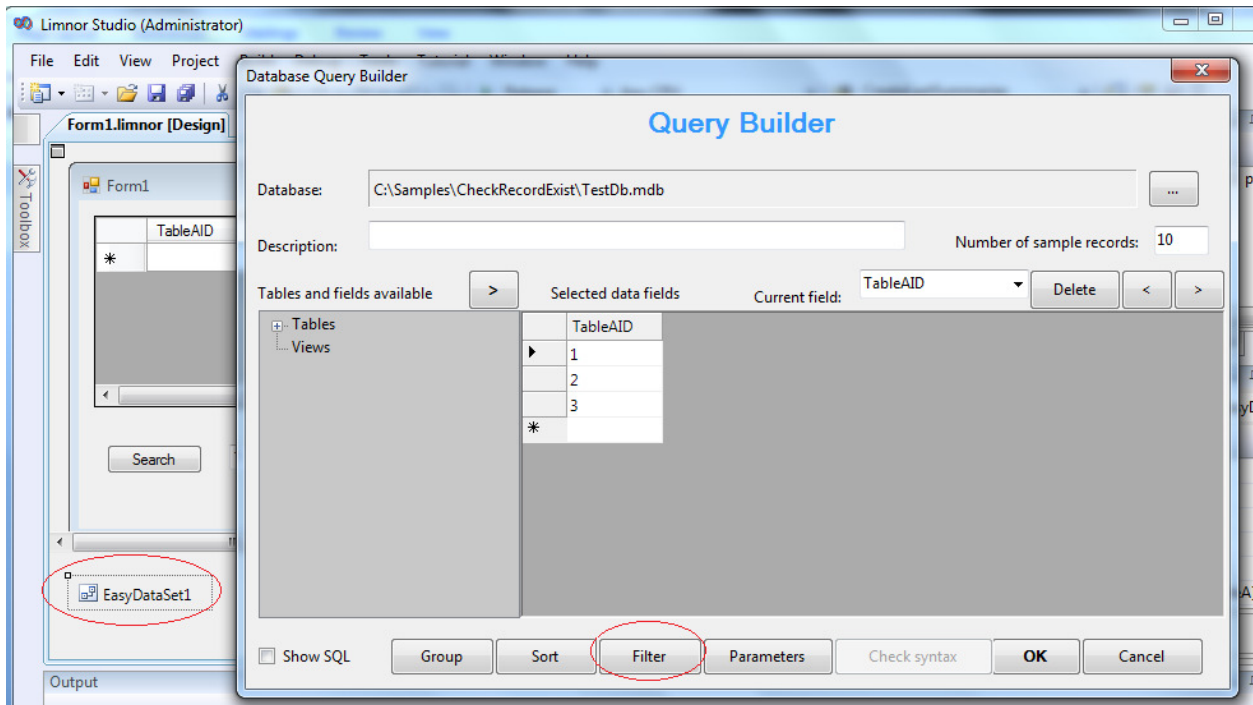 Limnor Studio (Administrator)
File Edit View Project
Database Query Builder
Form1.limnor [Design]
Query Builder
Toolbox
Form1
Database: C:\Samples\CheckRecordExist\TestDb.mdb ...
TableAID
Description: Number of sample records: 10
*
Tables and fields available > Selected data fields Current field: TableAID Delete < >
Tables TableAID
Views 1
2
3
*
Search
EasyDataSet1
Show SQL Group Sort Filter Parameters Check syntax OK Cancel
Output